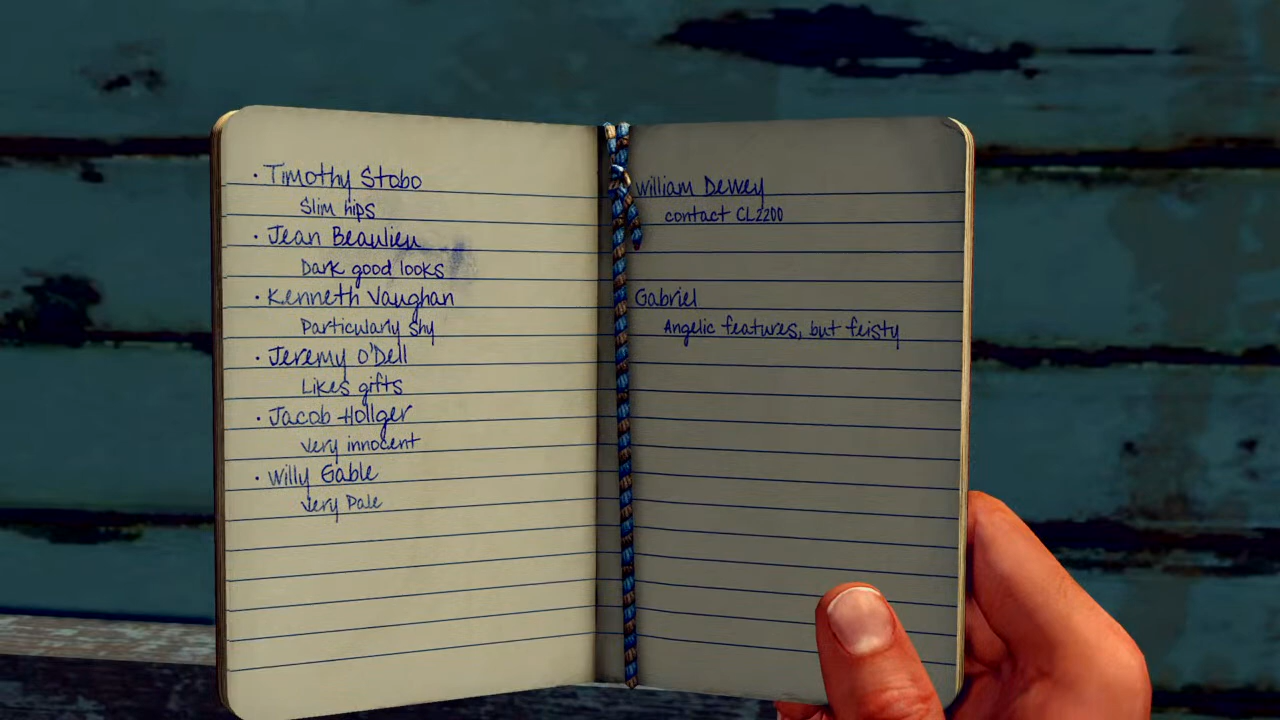 · Timothy Stobo
Slim hips
· Jean Beaulieu
Dark good looks
· Kenneth Vaughan
Particularly shy
· Jeremy O'Dell
Likes gifts
· Jacob Hollger
Very innocent
· Willy Gable
Very Pale
William Dewey
contact CL2200
Gabriel
Angelic features, but feisty